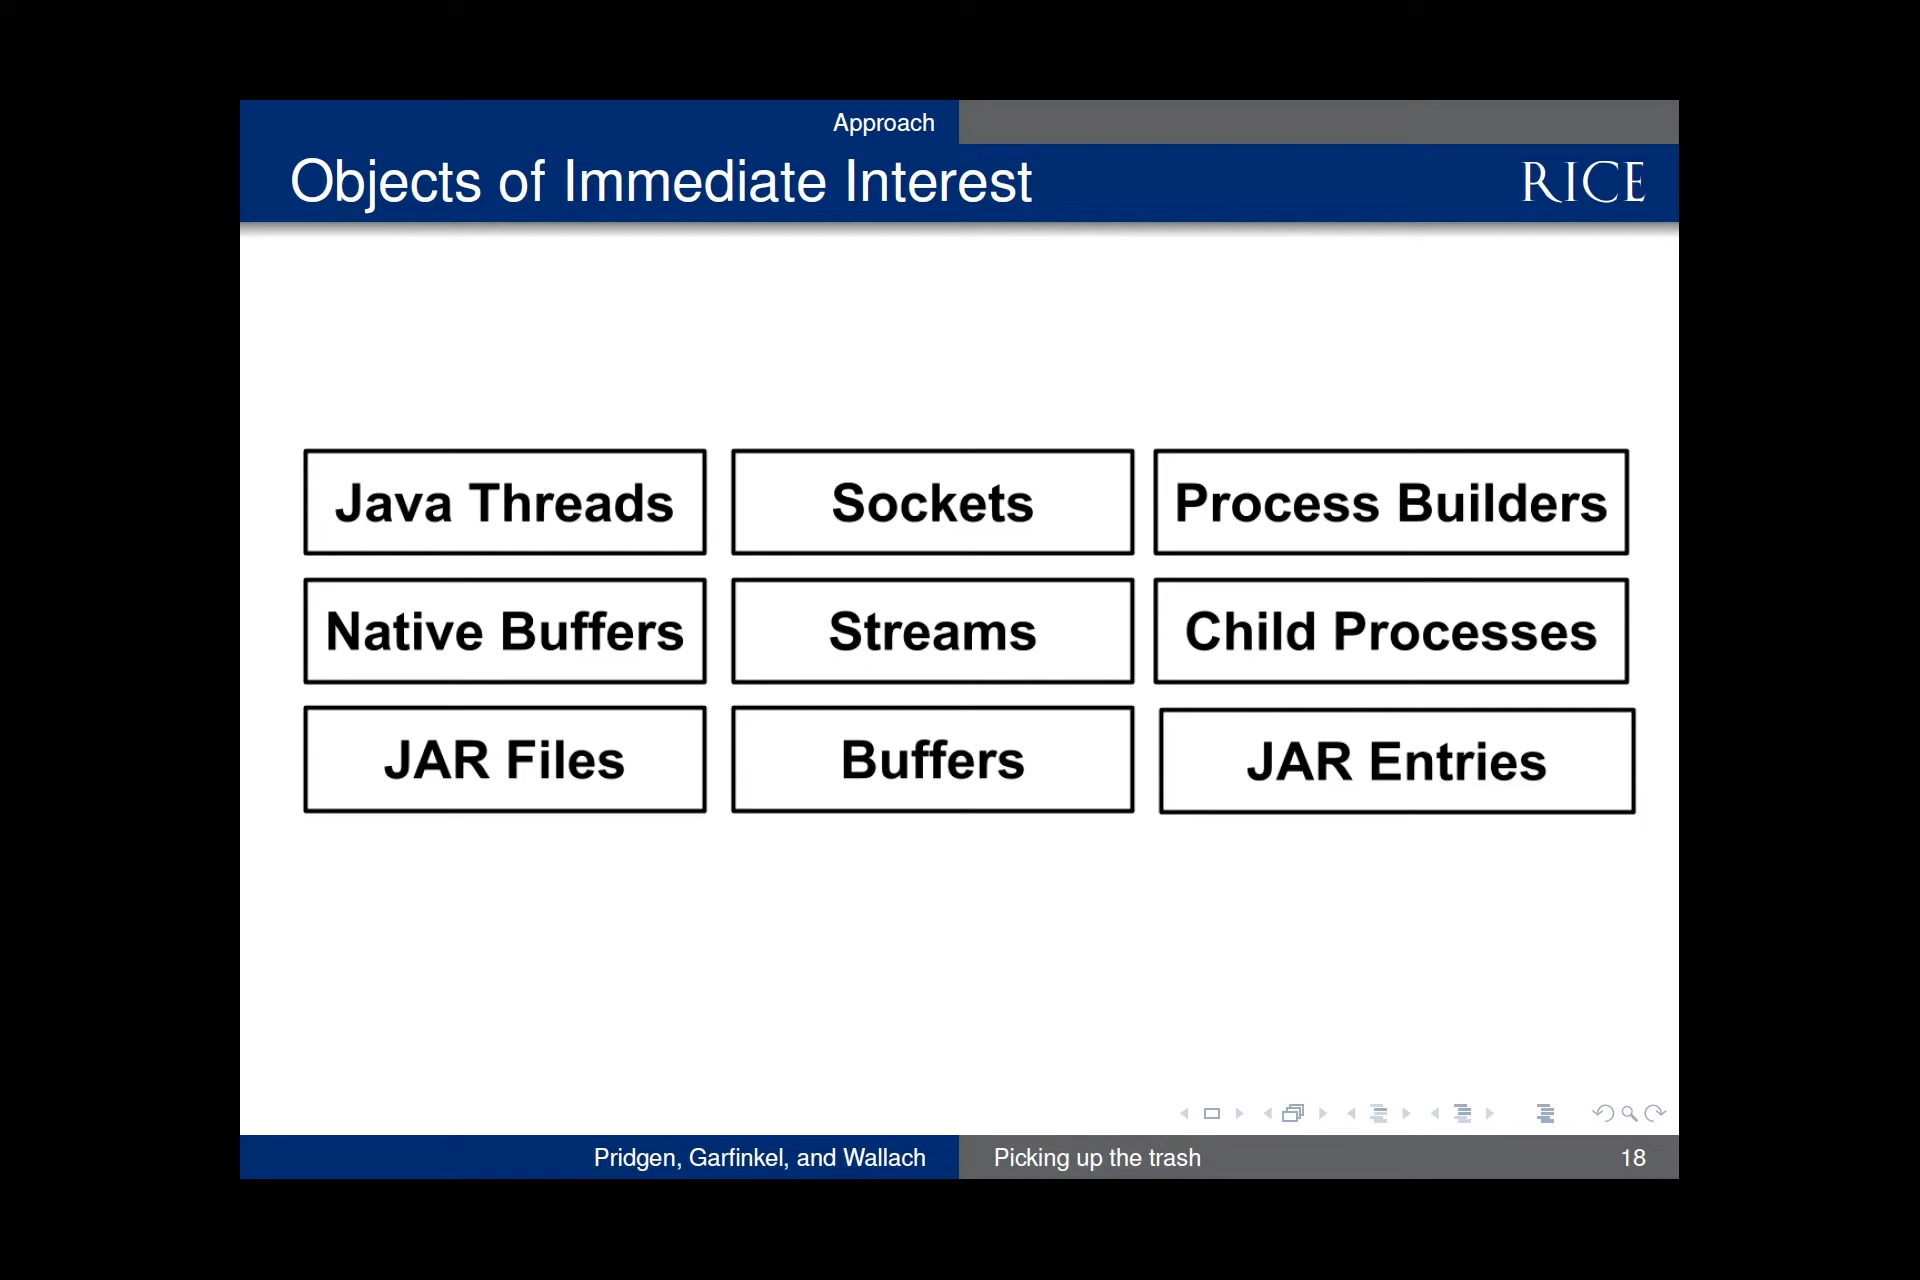 Approach
Objects of Immediate Interest
RICE
Java Threads
Sockets
Process Builders
Native Buffers
Streams
Child Processes
JAR Files
Buffers
JAR Entries
Pridgen, Garfinkel, and Wallach
Picking up the trash
18